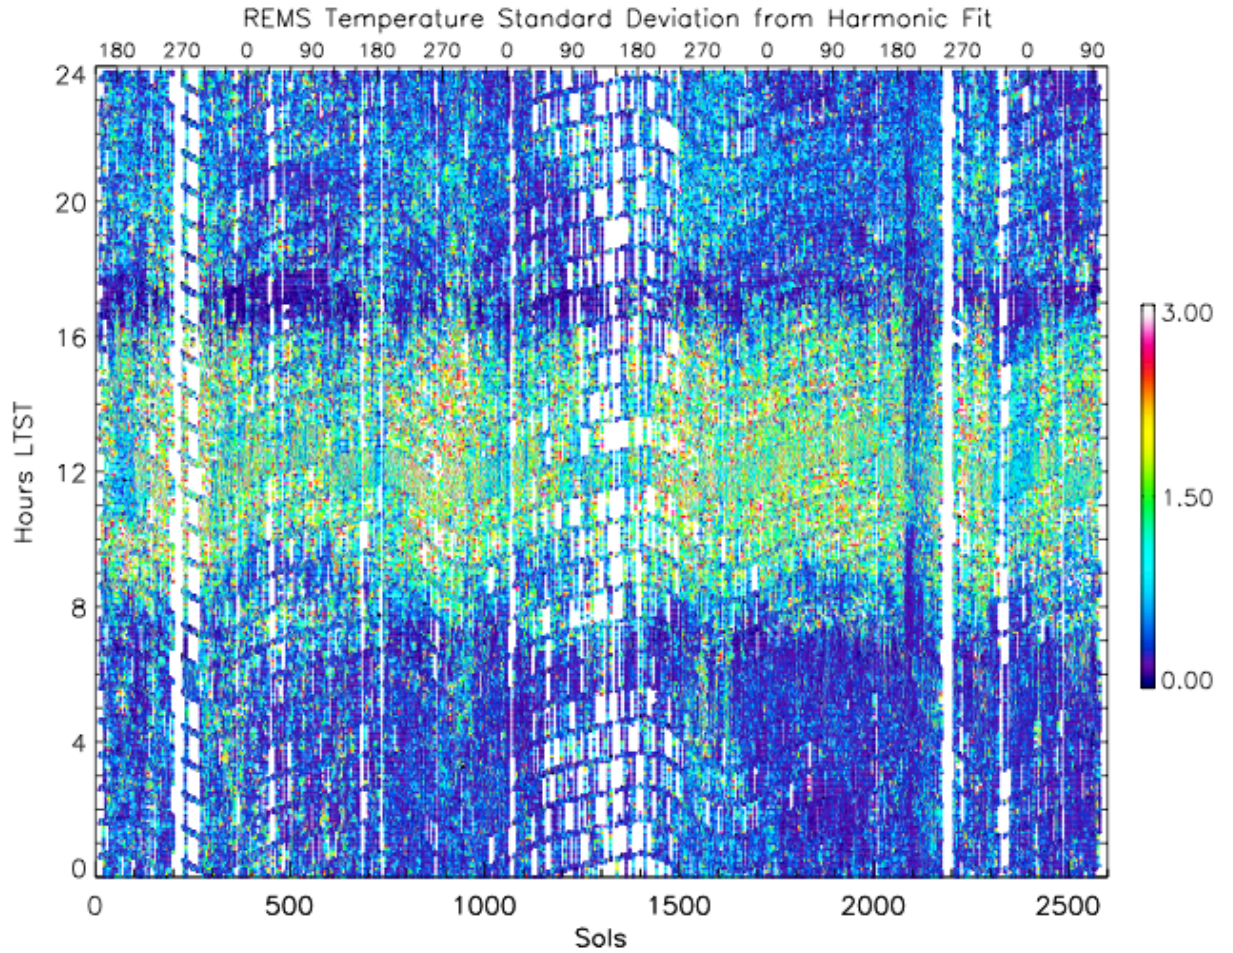 REMS Temperature Standard Deviation from Harmonic Fit
180 270 0 90 180 270 0 90 180 270 0 90 180 270 0 90
24
20
16
12
8
4
0
Hours LTST
0 500 1000 1500 2000 2500
Sols
3.00
1.50
0.00